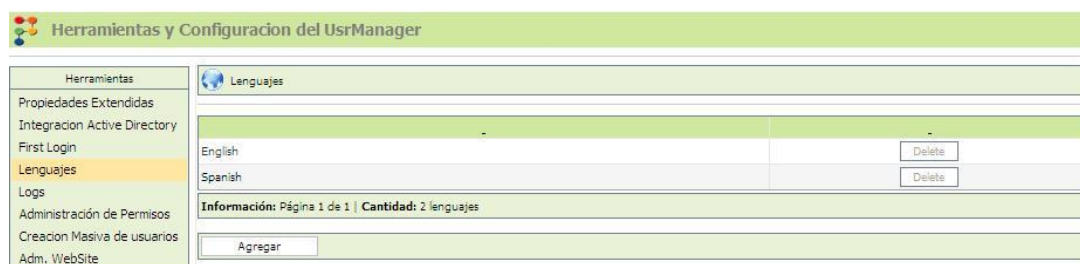 Herramientas y Configuracion del UsrManager
Herramientas
Propiedades Extendidas
Integracion Active Directory
First Login
Lenguajes
Logs
Administración de Permisos
Creacion Masiva de usuarios
Adm. WebSite
Lenguajes
- -
English Delete
Spanish Delete
Información: Página 1 de 1 | Cantidad: 2 lenguajes
Agregar